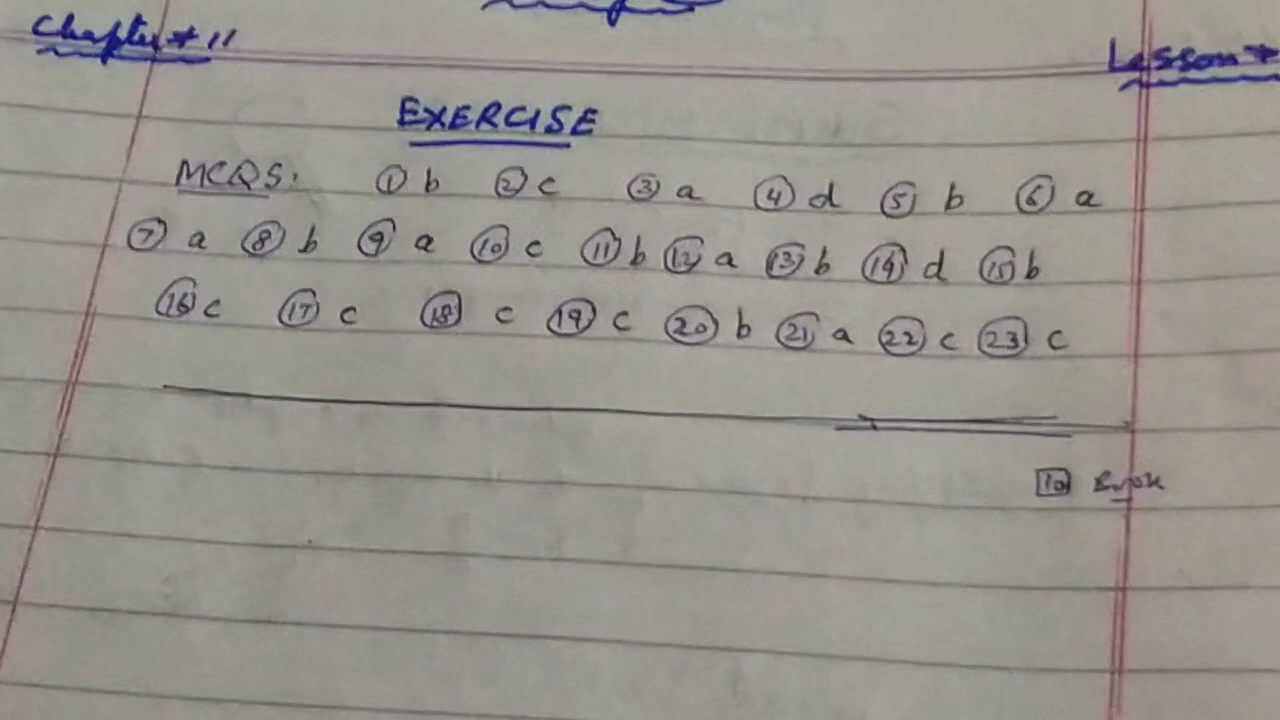 Chapter # 11
Lesson #
EXERCISE
MCQS: ① b ② c ③ a ④ d ⑤ b ⑥ a
⑦ a ⑧ b ⑨ a ⑩ c ⑪ b ⑫ a ⑬ b ⑭ d ⑮ b
⑯ c ⑰ c ⑱ c ⑲ c ⑳ b ㉑ a ㉒ c ㉓ c
10